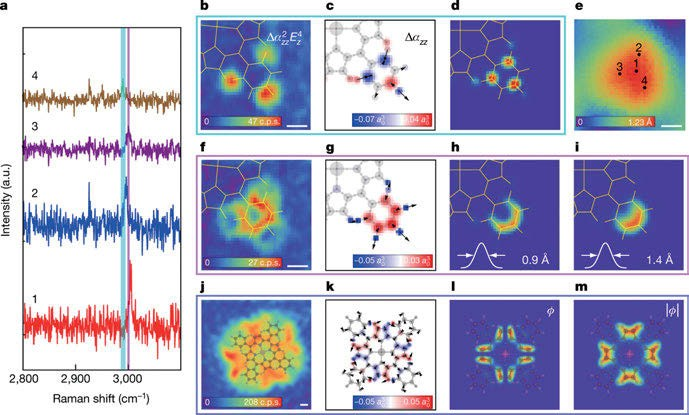 a
b
c
d
e
Δα²zzE⁴z
Δαzz
0 47 c.p.s.
−0.07 a³₀ 0.04 a³₀
2
1
3
4
0 1.23 Å
4
3
2
1
Intensity (a.u.)
2,800 2,900 3,000
Raman shift (cm⁻¹)
f
g
h
i
0 27 c.p.s.
−0.05 a³₀ 0.03 a³₀
0.9 Å
1.4 Å
j
k
l
m
ϕ
|ϕ|
0 208 c.p.s.
−0.05 a³₀ 0.05 a³₀